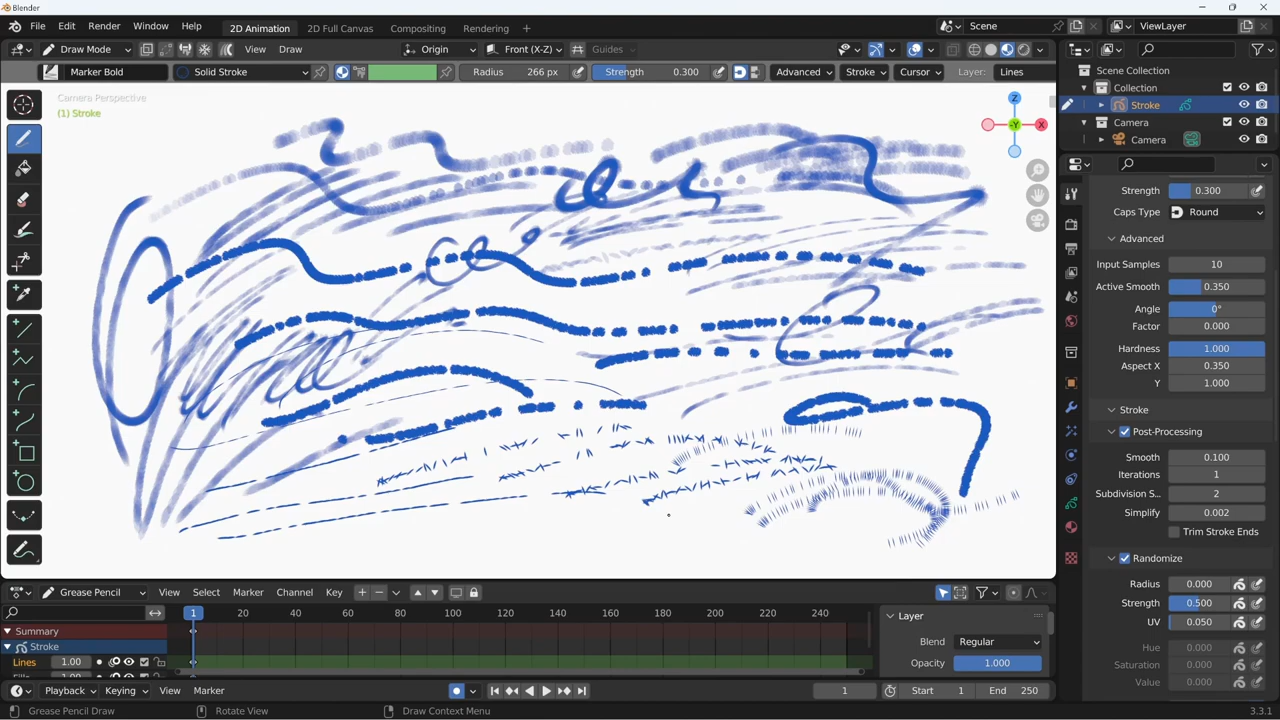 Blender
File Edit Render Window Help 2D Animation 2D Full Canvas Compositing Rendering + Scene ViewLayer
Draw Mode View Draw Origin Front (X-Z) Guides
Marker Bold Solid Stroke Radius 266 px Strength 0.300 Advanced Stroke Cursor Layer: Lines
Camera Perspective
(1) Stroke
Z
-Y X
Scene Collection
Collection
Stroke
Camera
Camera
Strength 0.300
Caps Type Round
Advanced
Input Samples 10
Active Smooth 0.350
Angle 0°
Factor 0.000
Hardness 1.000
Aspect X 0.350
Y 1.000
Stroke
Post-Processing
Smooth 0.100
Iterations 1
Subdivision S... 2
Simplify 0.002
Trim Stroke Ends
Randomize
Radius 0.000
Strength 0.500
UV 0.050
Hue 0.000
Saturation 0.000
Value 0.000
Grease Pencil View Select Marker Channel Key
1 20 40 60 80 100 120 140 160 180 200 220 240
Summary
Stroke
Lines 1.00
Layer
Blend Regular
Opacity 1.000
Playback Keying View Marker 1 Start 1 End 250
Grease Pencil Draw Rotate View Draw Context Menu 3.3.1